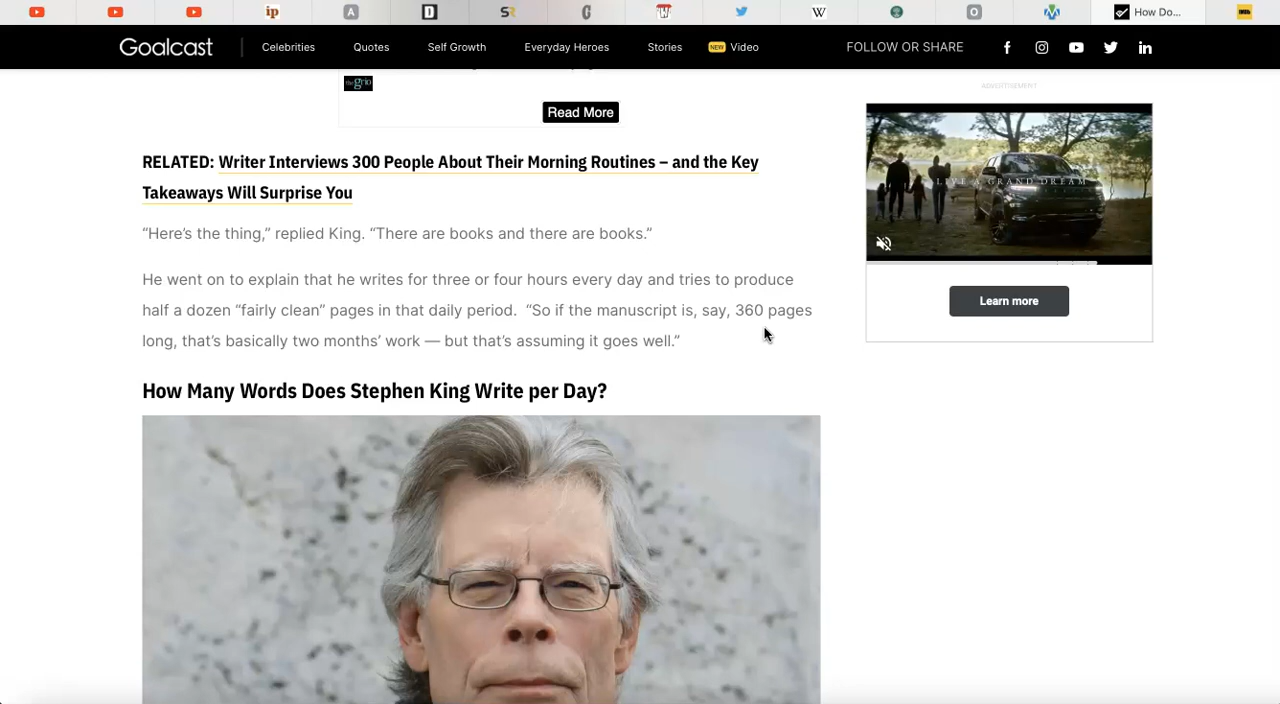 How Do...
Goalcast
Celebrities
Quotes
Self Growth
Everyday Heroes
Stories
NEW Video
FOLLOW OR SHARE
ADVERTISEMENT
the grio
Read More
RELATED: Writer Interviews 300 People About Their Morning Routines – and the Key
Takeaways Will Surprise You
“Here’s the thing,” replied King. “There are books and there are books.”
He went on to explain that he writes for three or four hours every day and tries to produce
half a dozen “fairly clean” pages in that daily period.  “So if the manuscript is, say, 360 pages
long, that’s basically two months’ work — but that’s assuming it goes well.”
How Many Words Does Stephen King Write per Day?
LIVE A GRAND DREAM
Learn more